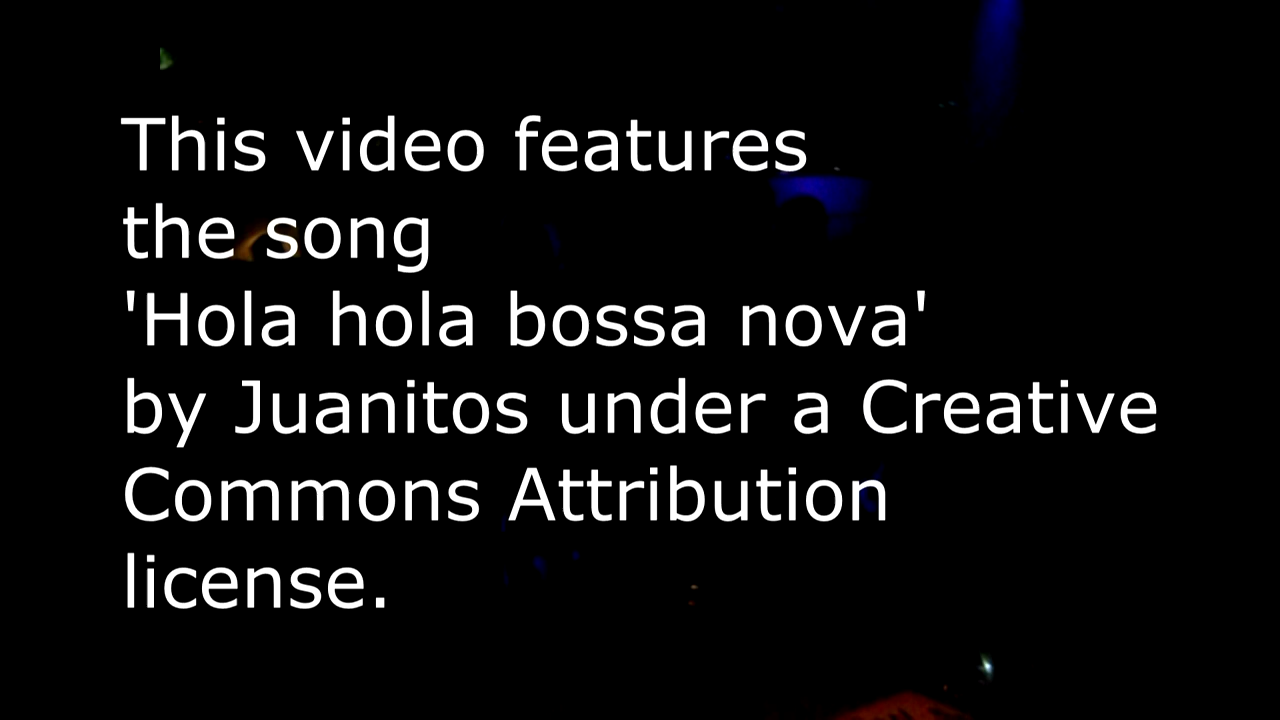 This video features
the song
'Hola hola bossa nova'
by Juanitos under a Creative
Commons Attribution
license.